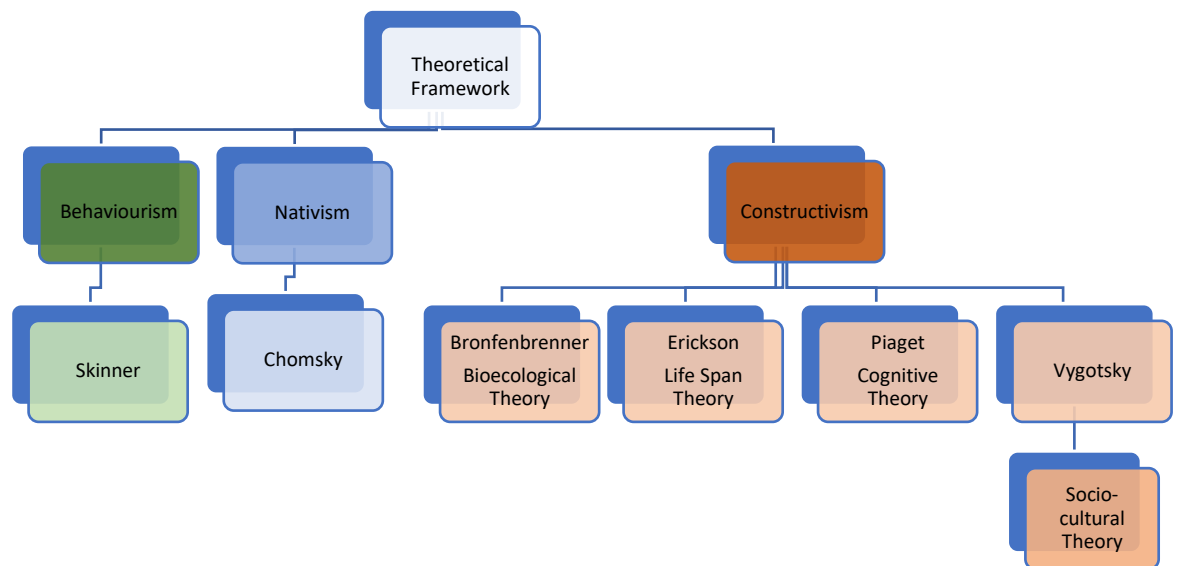 Theoretical
Framework
Behaviourism
Nativism
Constructivism
Skinner
Chomsky
Bronfenbrenner
Bioecological
Theory
Erickson
Life Span
Theory
Piaget
Cognitive
Theory
Vygotsky
Socio-
cultural
Theory